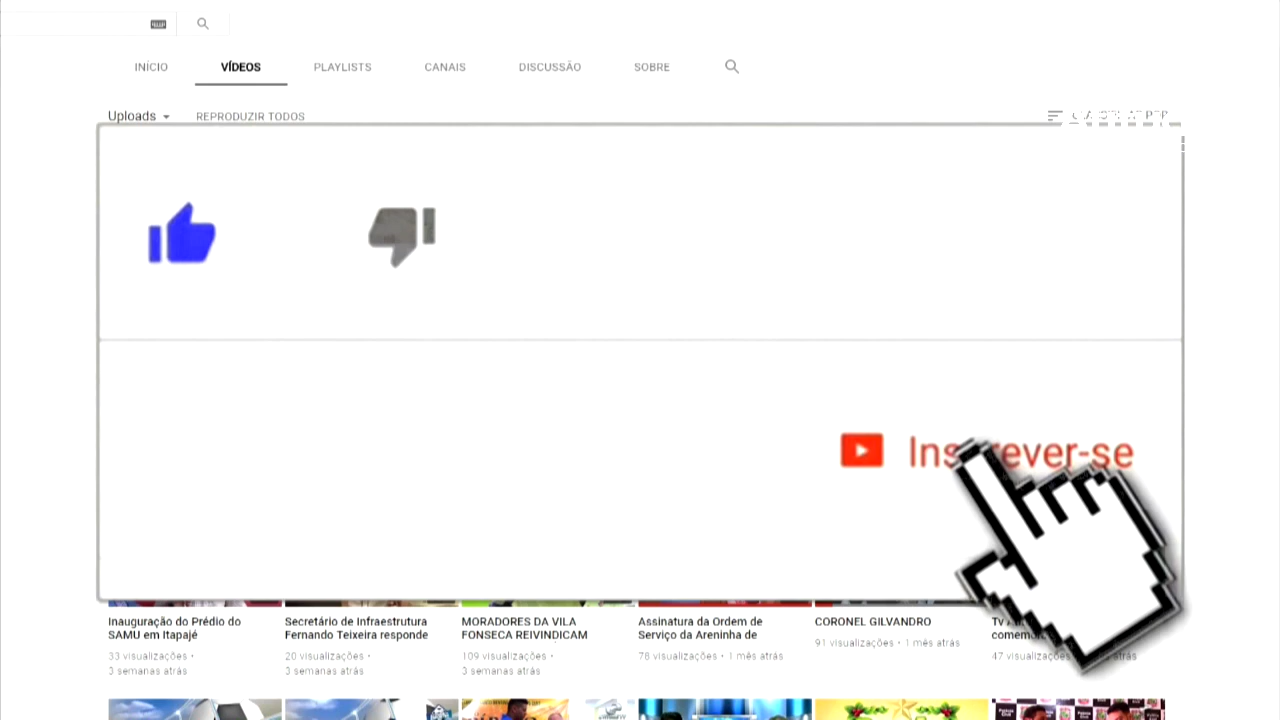 INÍCIO VÍDEOS PLAYLISTS CANAIS DISCUSSÃO SOBRE
Uploads REPRODUZIR TODOS
Inscrever-se
Inauguração do Prédio do
SAMU em Itapajé
33 visualizações •
3 semanas atrás
Secretário de Infraestrutura
Fernando Teixeira responde
20 visualizações •
3 semanas atrás
MORADORES DA VILA
FONSECA REIVINDICAM
109 visualizações •
3 semanas atrás
Assinatura da Ordem de
Serviço da Areninha de
78 visualizações • 1 mês atrás
CORONEL GILVANDRO
91 visualizações • 1 mês atrás
47 visualizações atrás